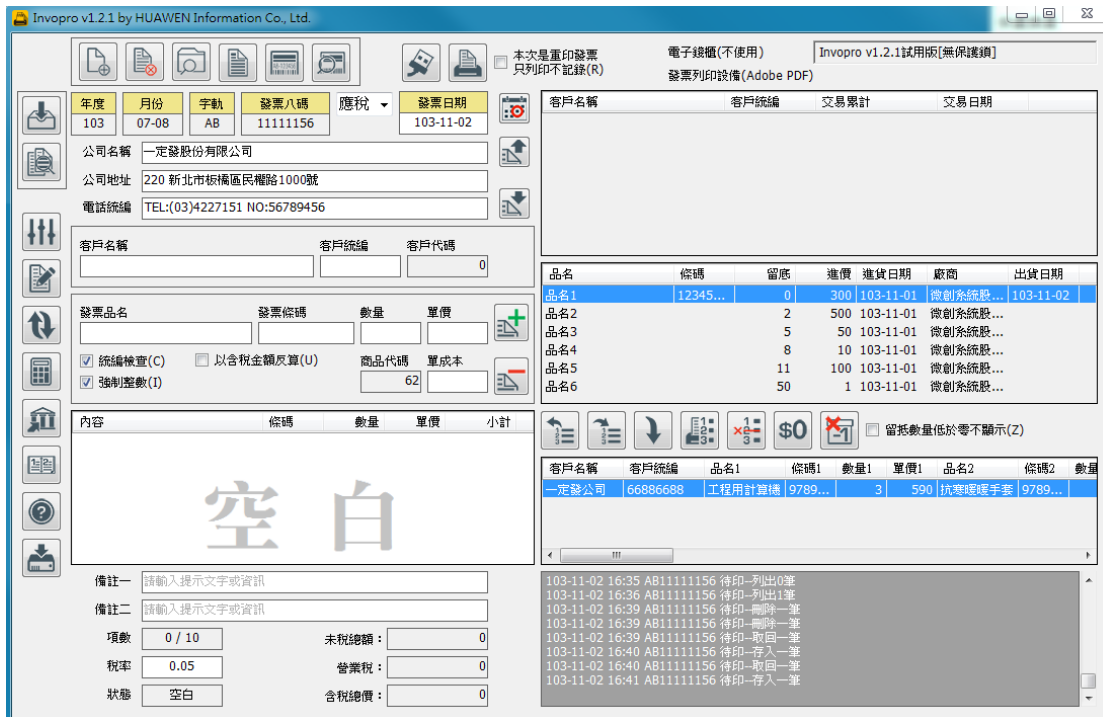 Invopro v1.2.1 by HUAWEN Information Co., Ltd.
本次是重印發票
只列印不記錄(R)
電子錢櫃(不使用)
Invopro v1.2.1試用版[無保護鎖]
發票列印設備(Adobe PDF)
年度 月份 字軌 發票八碼 應稅 發票日期
103 07-08 AB 11111156 103-11-02
公司名稱 一定發股份有限公司
公司地址 220 新北市板橋區民權路1000號
電話統編 TEL:(03)4227151 NO:56789456
客戶名稱 客戶統編 客戶代碼
0
發票品名 發票條碼 數量 單價
統編檢查(C) 以含稅金額反算(U) 商品代碼 單成本
強制整數(I) 62
內容 條碼 數量 單價 小計
空白
備註一 請輸入提示文字或資訊
備註二 請輸入提示文字或資訊
項數 0 / 10 未稅總額： 0
稅率 0.05 營業稅： 0
狀態 空白 含稅總價： 0
客戶名稱 客戶統編 交易累計 交易日期
品名 條碼 留底 進價 進貨日期 廠商 出貨日期
品名1 12345... 0 300 103-11-01 微創系統股... 103-11-02
品名2 2 500 103-11-01 微創系統股...
品名3 5 50 103-11-01 微創系統股...
品名4 8 10 103-11-01 微創系統股...
品名5 11 100 103-11-01 微創系統股...
品名6 50 1 103-11-01 微創系統股...
$0 留抵數量低於零不顯示(Z)
客戶名稱 客戶統編 品名1 條碼1 數量1 單價1 品名2 條碼2 數量
一定發公司 66886688 工程用計算機 9789... 3 590 抗寒暖暖手套 9789...
103-11-02 16:35 AB11111156 待印--列出0筆
103-11-02 16:36 AB11111156 待印--列出1筆
103-11-02 16:39 AB11111156 待印--刪除一筆
103-11-02 16:39 AB11111156 待印--刪除一筆
103-11-02 16:39 AB11111156 待印--取回一筆
103-11-02 16:40 AB11111156 待印--存入一筆
103-11-02 16:40 AB11111156 待印--取回一筆
103-11-02 16:41 AB11111156 待印--存入一筆